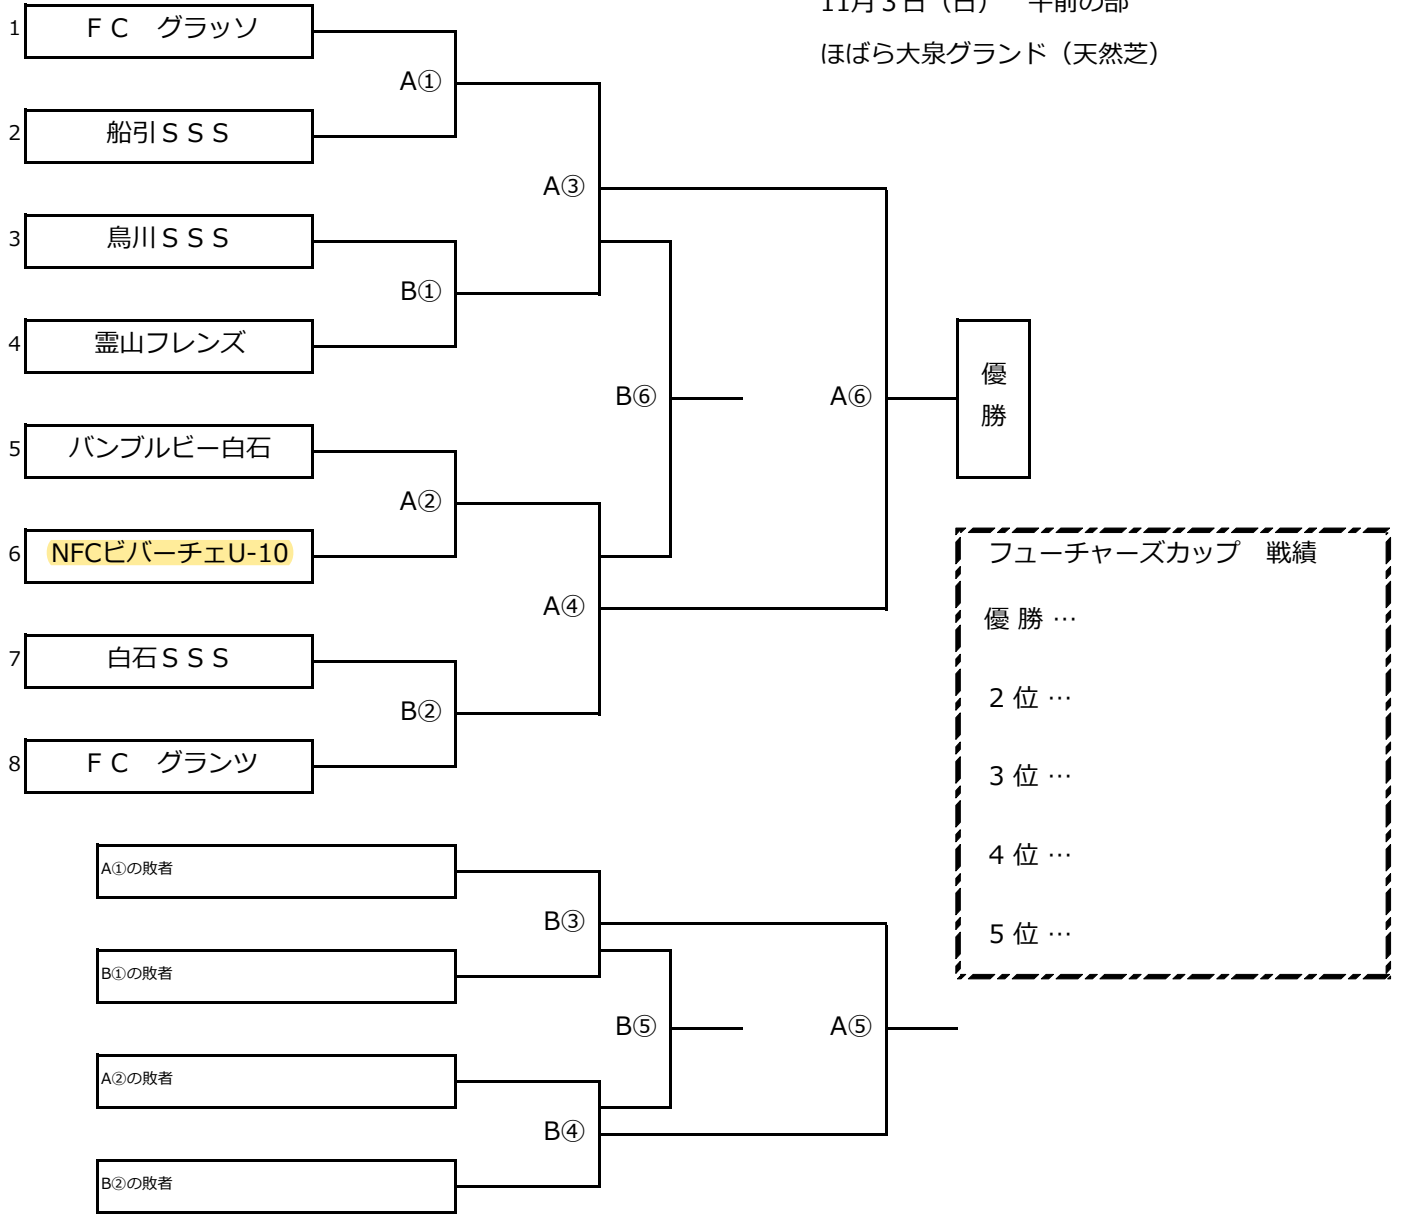 11月３日（日）　午前の部
ほばら大泉グランド（天然芝）
1 ＦＣ　グラッソ
A①
2 船引ＳＳＳ
A③
3 鳥川ＳＳＳ
B①
4 霊山フレンズ
B⑥
A⑥
優勝
5 バンブルビー白石
A②
6 NFCビバーチェU-10
A④
7 白石ＳＳＳ
B②
8 ＦＣ　グランツ
フューチャーズカップ　戦績
優 勝 …
２ 位 …
３ 位 …
４ 位 …
５ 位 …
A①の敗者
B③
B①の敗者
B⑤
A⑤
A②の敗者
B④
B②の敗者